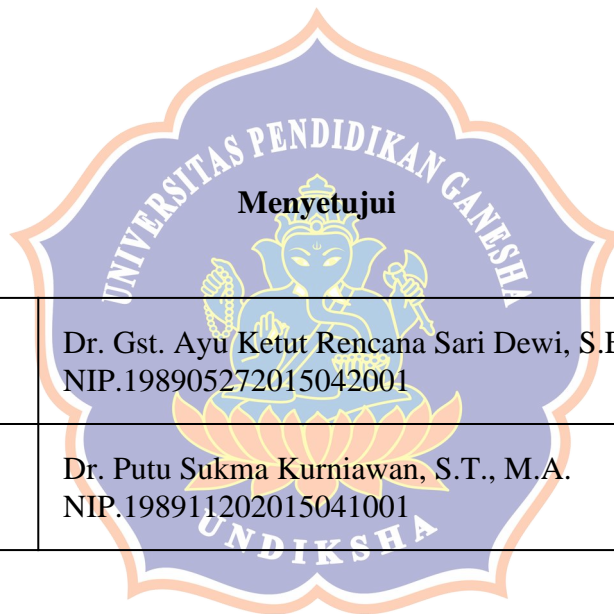 UNIVERSITAS PENDIDIKAN GANESHA
Menyetujui
Dr. Gst. Ayu Ketut Rencana Sari Dewi, S.E
NIP.198905272015042001
Dr. Putu Sukma Kurniawan, S.T., M.A.
NIP.198911202015041001
UNDIKSHA